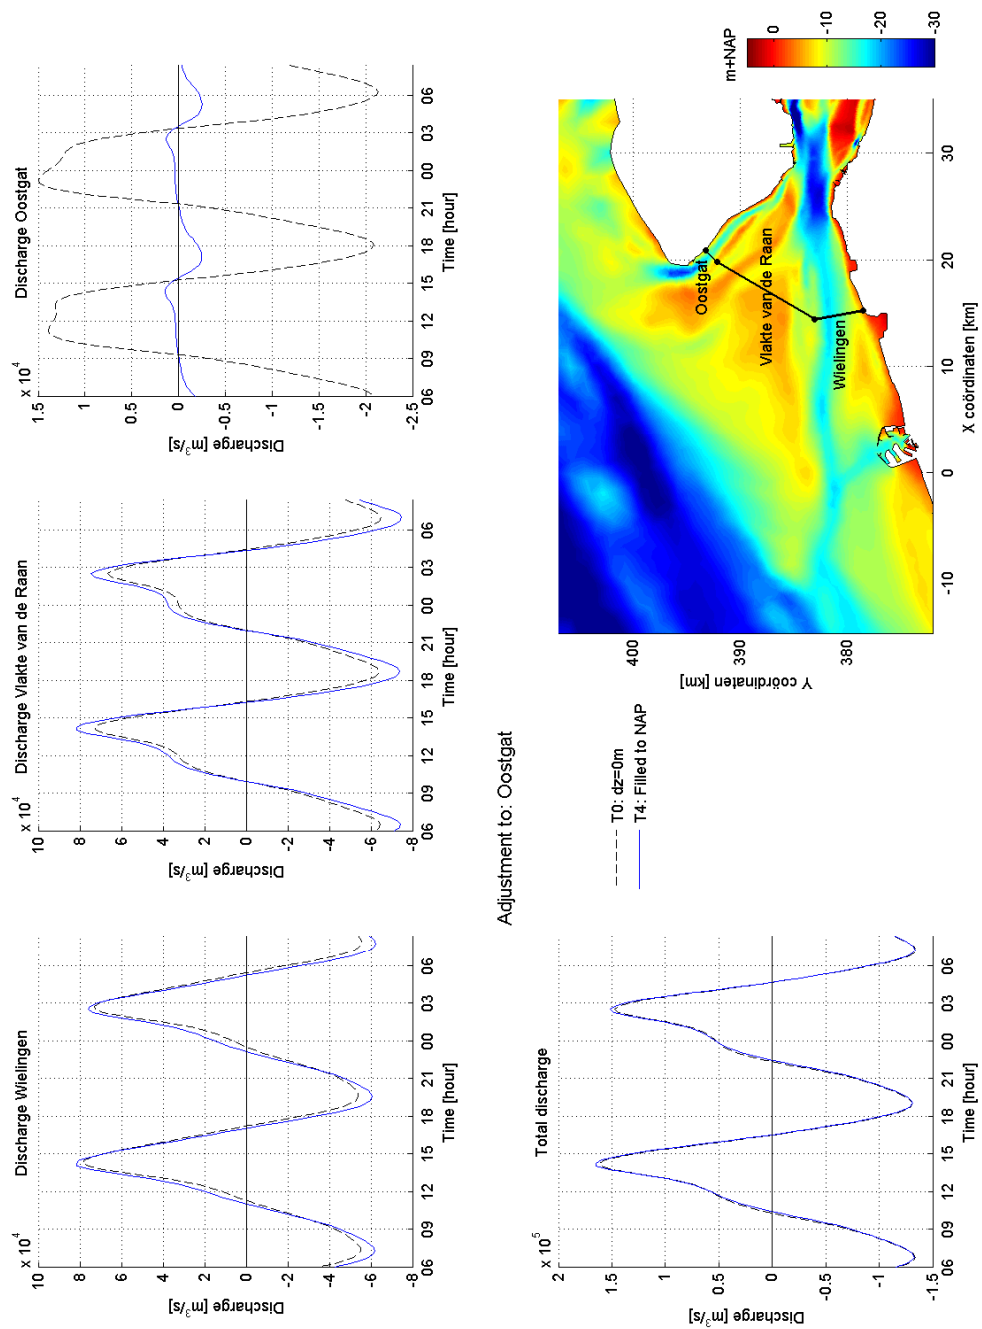 Discharge Wielingen
x 10^4
Discharge [m^3/s]
10
8
6
4
2
0
-2
-4
-6
-8
06 09 12 15 18 21 00 03 06
Time [hour]
Discharge Vlakte van de Raan
x 10^4
Discharge [m^3/s]
10
8
6
4
2
0
-2
-4
-6
-8
06 09 12 15 18 21 00 03 06
Time [hour]
Discharge Oostgat
x 10^4
Discharge [m^3/s]
1.5
1
0.5
0
-0.5
-1
-1.5
-2
-2.5
06 09 12 15 18 21 00 03 06
Time [hour]
Adjustment to: Oostgat
Total discharge
x 10^5
Discharge [m^3/s]
2
1.5
1
0.5
0
-0.5
-1
-1.5
06 09 12 15 18 21 00 03 06
Time [hour]
T0: dz=0m
T4: Filled to NAP
Y coördinaten [km]
400
390
380
Oostgat
Vlakte van de Raan
Wielingen
-10 0 10 20 30
X coördinaten [km]
m+NAP
0
-10
-20
-30